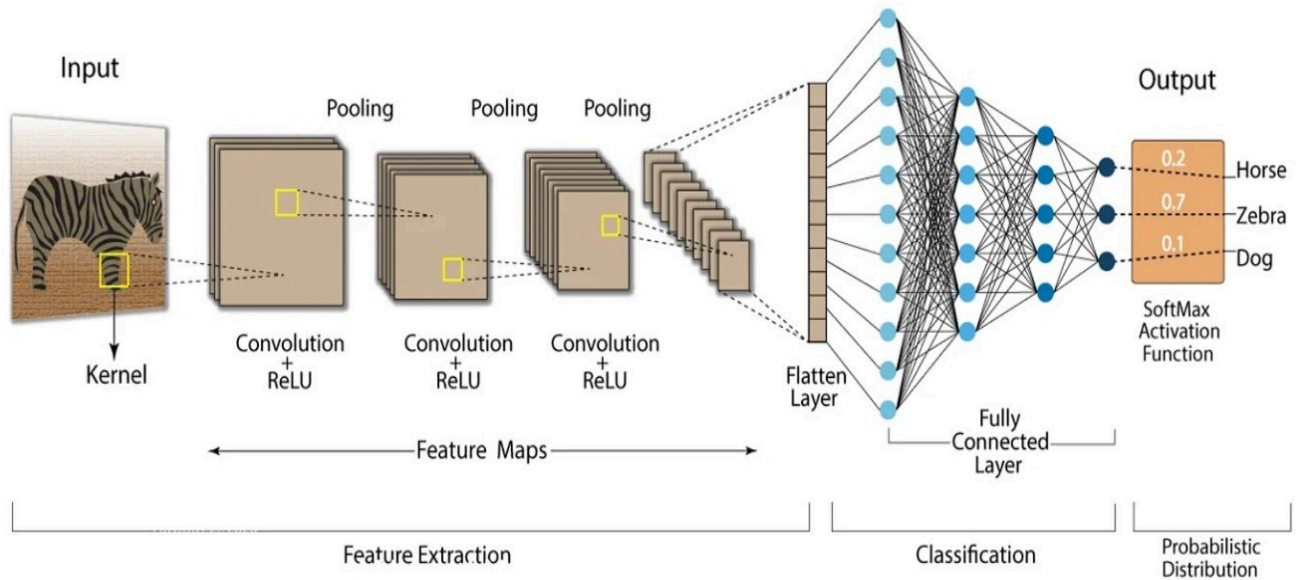 Input
Pooling
Pooling
Pooling
Output
0.2
Horse
0.7
Zebra
0.1
Dog
Kernel
Convolution
+
ReLU
Convolution
+
ReLU
Convolution
+
ReLU
Flatten
Layer
SoftMax
Activation
Function
Feature Maps
Fully
Connected
Layer
Feature Extraction
Classification
Probabilistic
Distribution